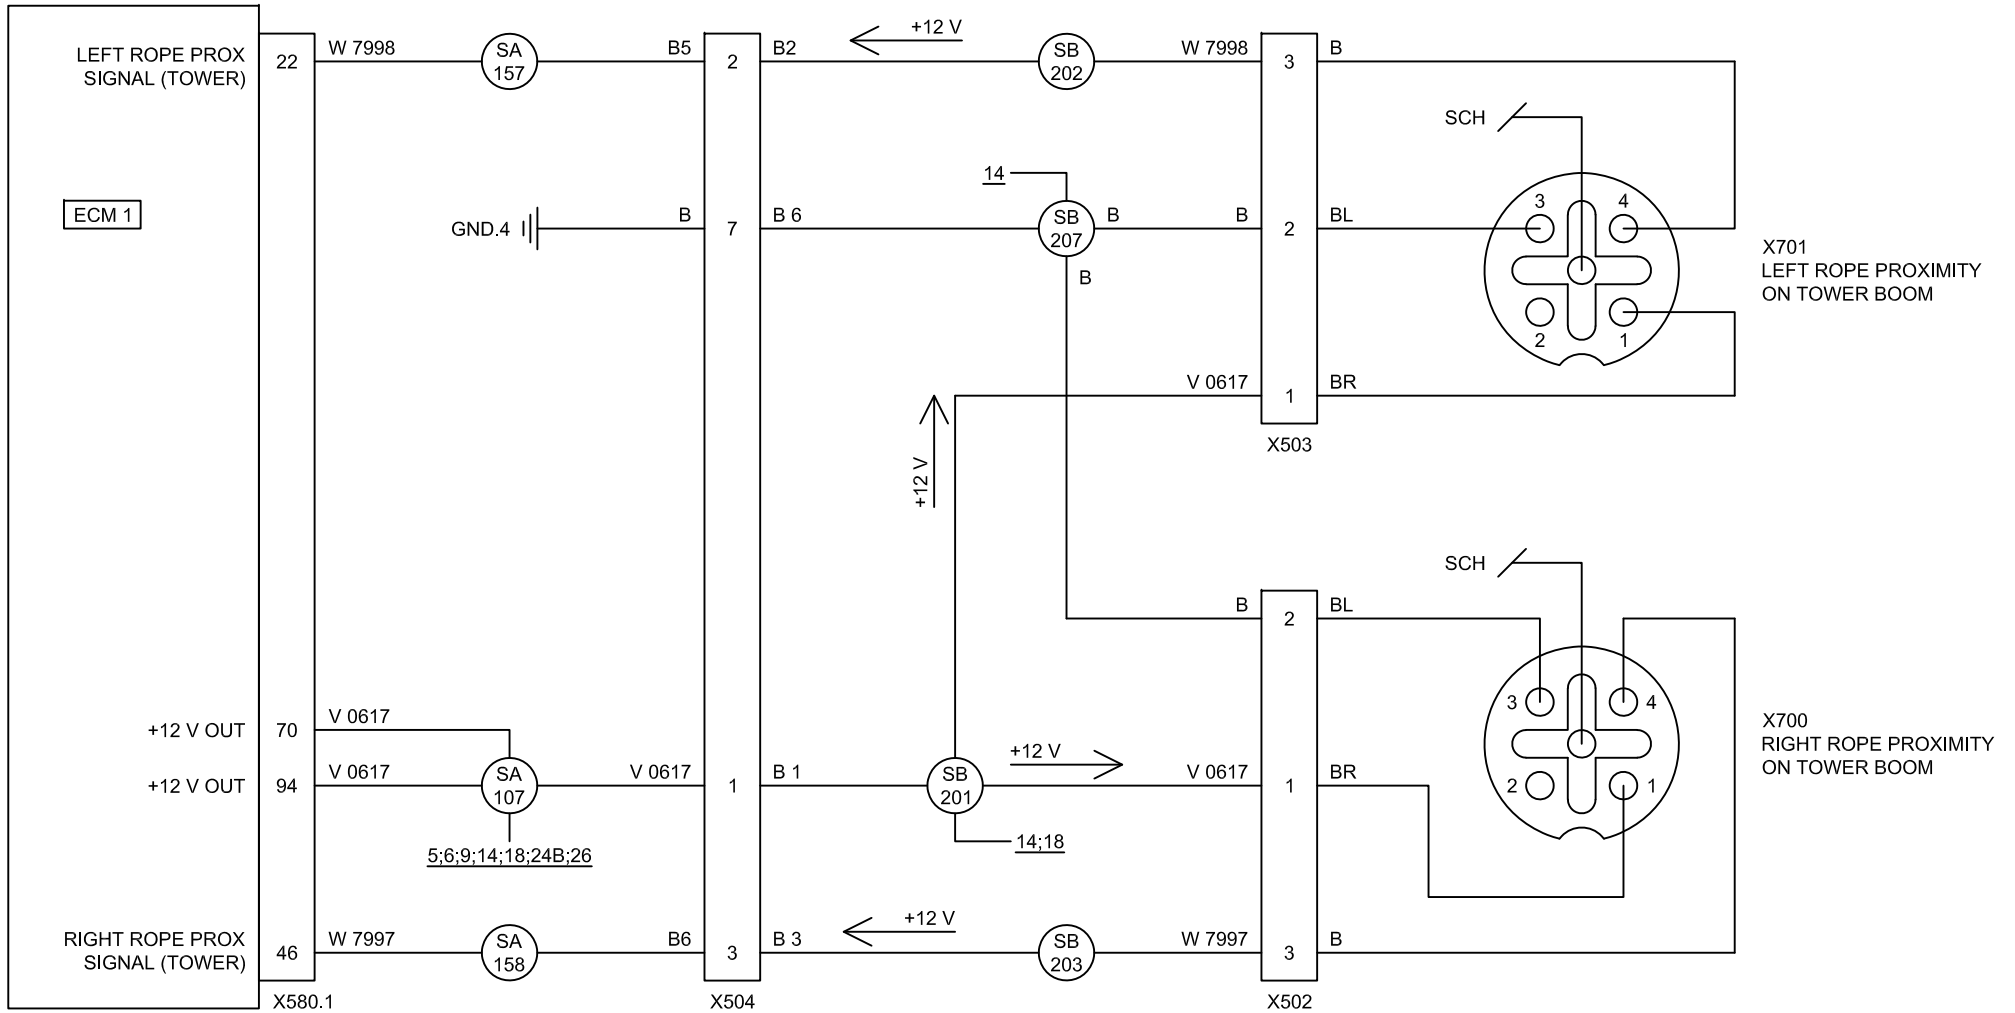 LEFT ROPE PROX
SIGNAL (TOWER)
22
W 7998
SA
157
B5
2
B2
+12 V
SB
202
W 7998
3
B
SCH
14
ECM 1
GND.4
B
7
B 6
SB
207
B
B
B
2
BL
3
4
2
1
X701
LEFT ROPE PROXIMITY
ON TOWER BOOM
V 0617
1
BR
X503
+12 V
SCH
B
2
BL
3
4
2
1
X700
RIGHT ROPE PROXIMITY
ON TOWER BOOM
+12 V OUT
70
V 0617
+12 V OUT
94
V 0617
SA
107
V 0617
1
B 1
SB
201
+12 V
V 0617
1
BR
5;6;9;14;18;24B;26
14;18
RIGHT ROPE PROX
SIGNAL (TOWER)
46
W 7997
SA
158
B6
3
B 3
+12 V
SB
203
W 7997
3
B
X580.1
X504
X502